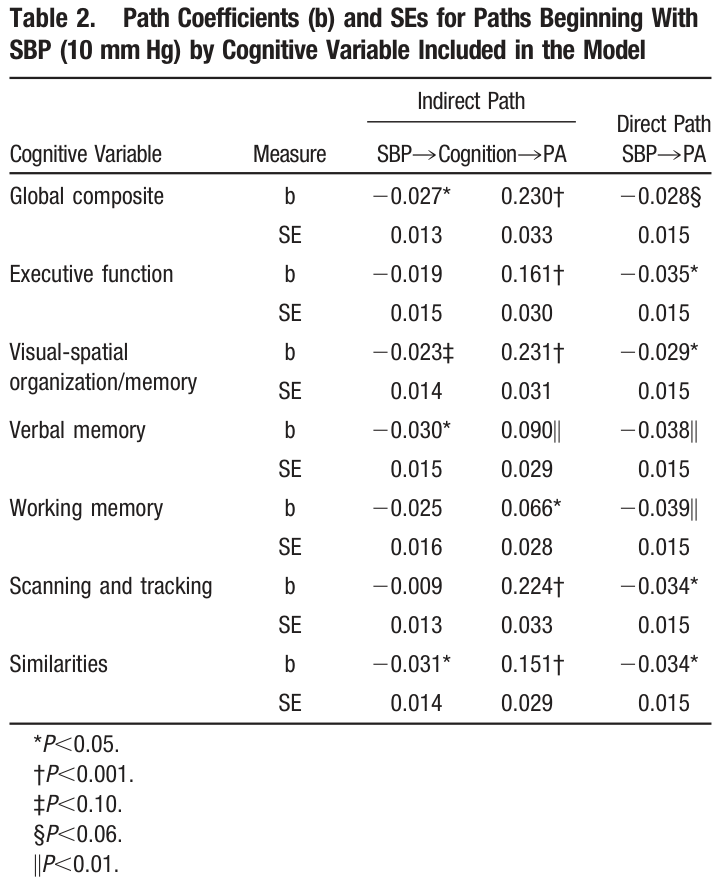 Table 2. Path Coefficients (b) and SEs for Paths Beginning With
SBP (10 mm Hg) by Cognitive Variable Included in the Model
Indirect Path
Direct Path
Cognitive Variable Measure SBP→Cognition→PA SBP→PA
Global composite b −0.027* 0.230† −0.028§
SE 0.013 0.033 0.015
Executive function b −0.019 0.161† −0.035*
SE 0.015 0.030 0.015
Visual-spatial b −0.023‡ 0.231† −0.029*
organization/memory
SE 0.014 0.031 0.015
Verbal memory b −0.030* 0.090‖ −0.038‖
SE 0.015 0.029 0.015
Working memory b −0.025 0.066* −0.039‖
SE 0.016 0.028 0.015
Scanning and tracking b −0.009 0.224† −0.034*
SE 0.013 0.033 0.015
Similarities b −0.031* 0.151† −0.034*
SE 0.014 0.029 0.015
*P<0.05.
†P<0.001.
‡P<0.10.
§P<0.06.
‖P<0.01.